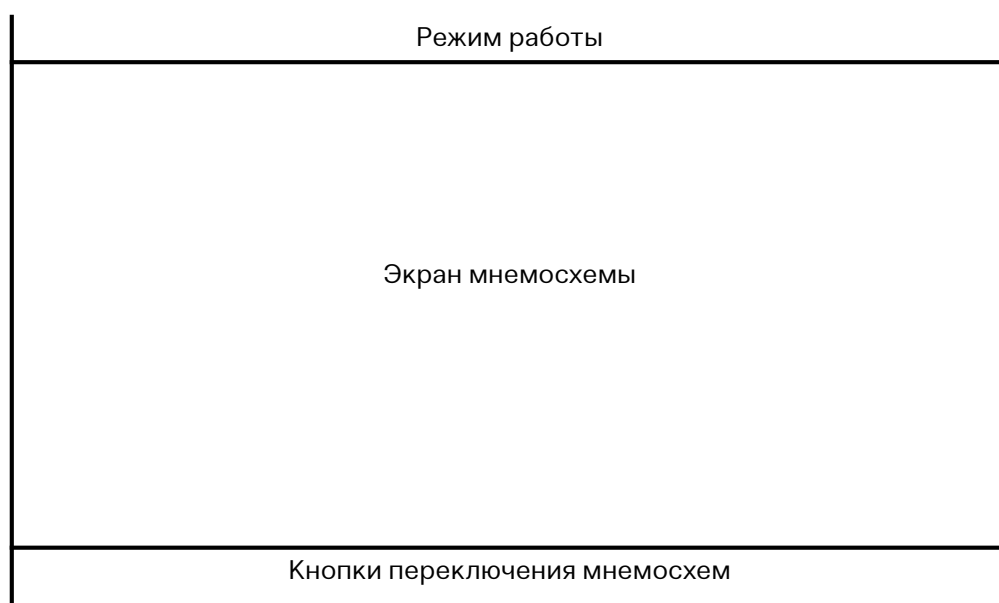 Режим работы
Экран мнемосхемы
Кнопки переключения мнемосхем